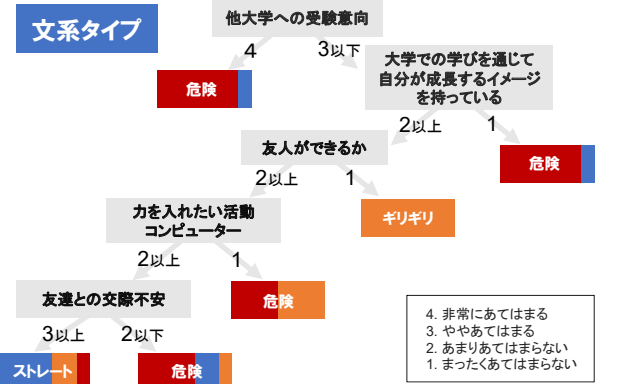 文系タイプ
他大学への受験意向
4
3以下
危険
大学での学びを通じて
自分が成長するイメージ
を持っている
2以上
1
危険
友人ができるか
2以上
1
ギリギリ
力を入れたい活動
コンピューター
2以上
1
危険
友達との交際不安
3以上
2以下
ストレート
危険
4. 非常にあてはまる
3. ややあてはまる
2. あまりあてはまらない
1. まったくあてはまらない